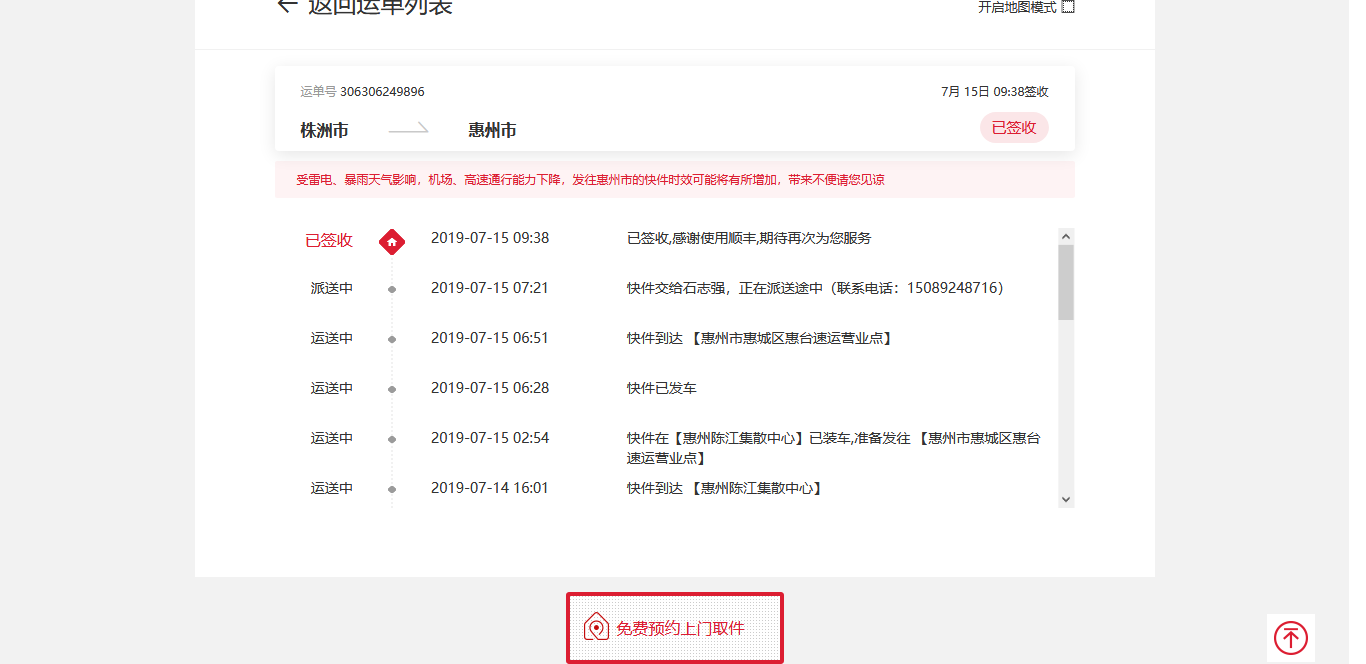 返回运单列表
开启地图模式
运单号 306306249896
7月 15日 09:38签收
株洲市
惠州市
已签收
受雷电、暴雨天气影响，机场、高速通行能力下降，发往惠州市的快件时效可能将有所增加，带来不便请您见谅
已签收 2019-07-15 09:38 已签收,感谢使用顺丰,期待再次为您服务
派送中 2019-07-15 07:21 快件交给石志强，正在派送途中（联系电话：15089248716）
运送中 2019-07-15 06:51 快件到达 【惠州市惠城区惠台速运营业点】
运送中 2019-07-15 06:28 快件已发车
运送中 2019-07-15 02:54 快件在【惠州陈江集散中心】已装车,准备发往 【惠州市惠城区惠台
速运营业点】
运送中 2019-07-14 16:01 快件到达 【惠州陈江集散中心】
免费预约上门取件